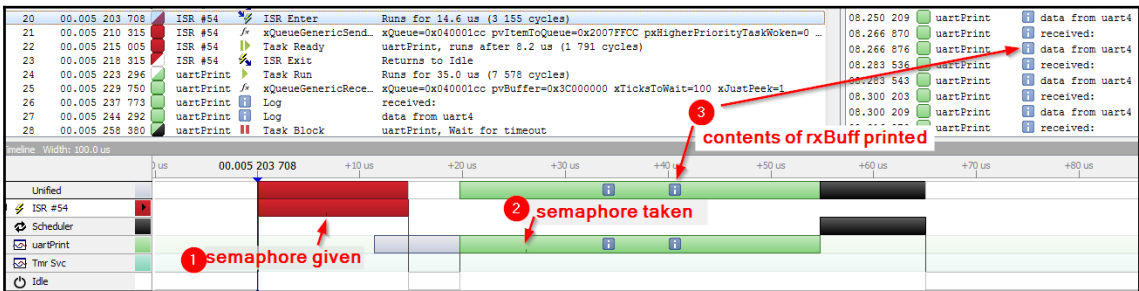 20 00.005 203 708 ISR #54 ISR Enter Runs for 14.6 us (3 155 cycles)
21 00.005 210 315 ISR #54 fx xQueueGenericSend… xQueue=0x040001cc pvItemToQueue=0x2007FFCC pxHigherPriorityTaskWoken=0 …
22 00.005 215 005 ISR #54 Task Ready uartPrint, runs after 8.2 us (1 791 cycles)
23 00.005 218 315 ISR #54 ISR Exit Returns to Idle
24 00.005 223 296 uartPrint Task Run Runs for 35.0 us (7 578 cycles)
25 00.005 229 750 uartPrint fx xQueueGenericRece… xQueue=0x040001cc pvBuffer=0x3C000000 xTicksToWait=100 xJustPeek=1
26 00.005 237 773 uartPrint i Log received:
27 00.005 244 292 uartPrint i Log data from uart4
28 00.005 258 380 uartPrint Task Block uartPrint, Wait for timeout
08.250 209 uartPrint i data from uart4
08.266 870 uartPrint i received:
08.266 876 uartPrint i data from uart4
08.283 536 uartPrint i received:
08.283 543 uartPrint i data from uart4
08.300 203 uartPrint i received:
08.300 209 uartPrint i data from uart4
uartPrint i received:
3
contents of rxBuff printed
Timeline Width: 100.0 us
0 us 00.005 203 708 +10 us +20 us +30 us +40 us +50 us +60 us +70 us +80 us
Unified i i
ISR #54
2 semaphore taken
Scheduler
uartPrint i i
1 semaphore given
Tmr Svc
Idle